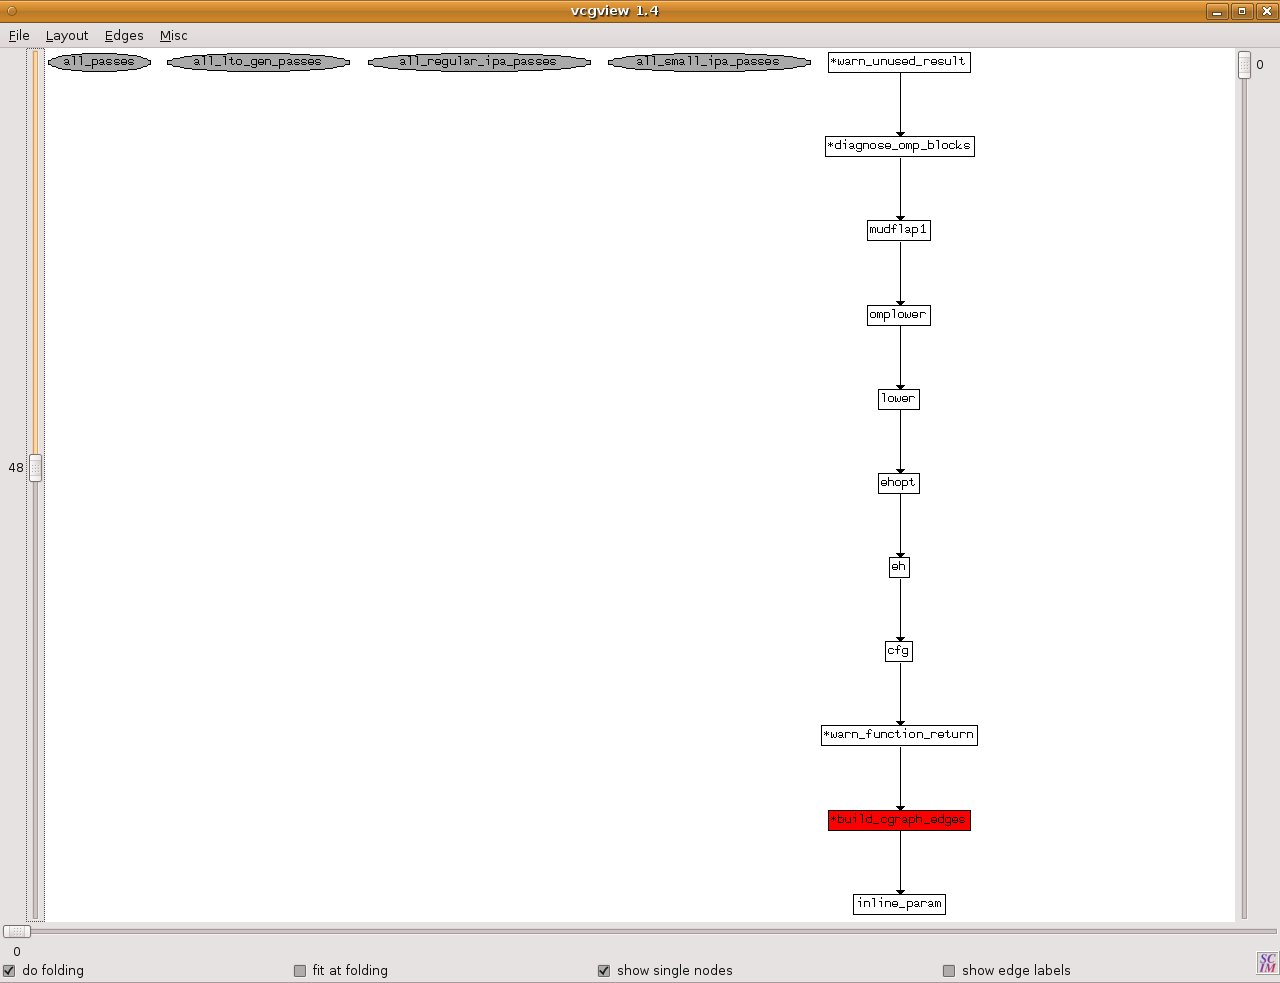 vcgview 1.4
File Layout Edges Misc
all_passes all_lto_gen_passes all_regular_ipa_passes all_small_ipa_passes *warn_unused_result
0
*diagnose_omp_blocks
mudflap1
omplower
lower
48
ehopt
eh
cfg
*warn_function_return
*build_cgraph_edges
inline_param
0
do folding fit at folding show single nodes show edge labels
SC
IM